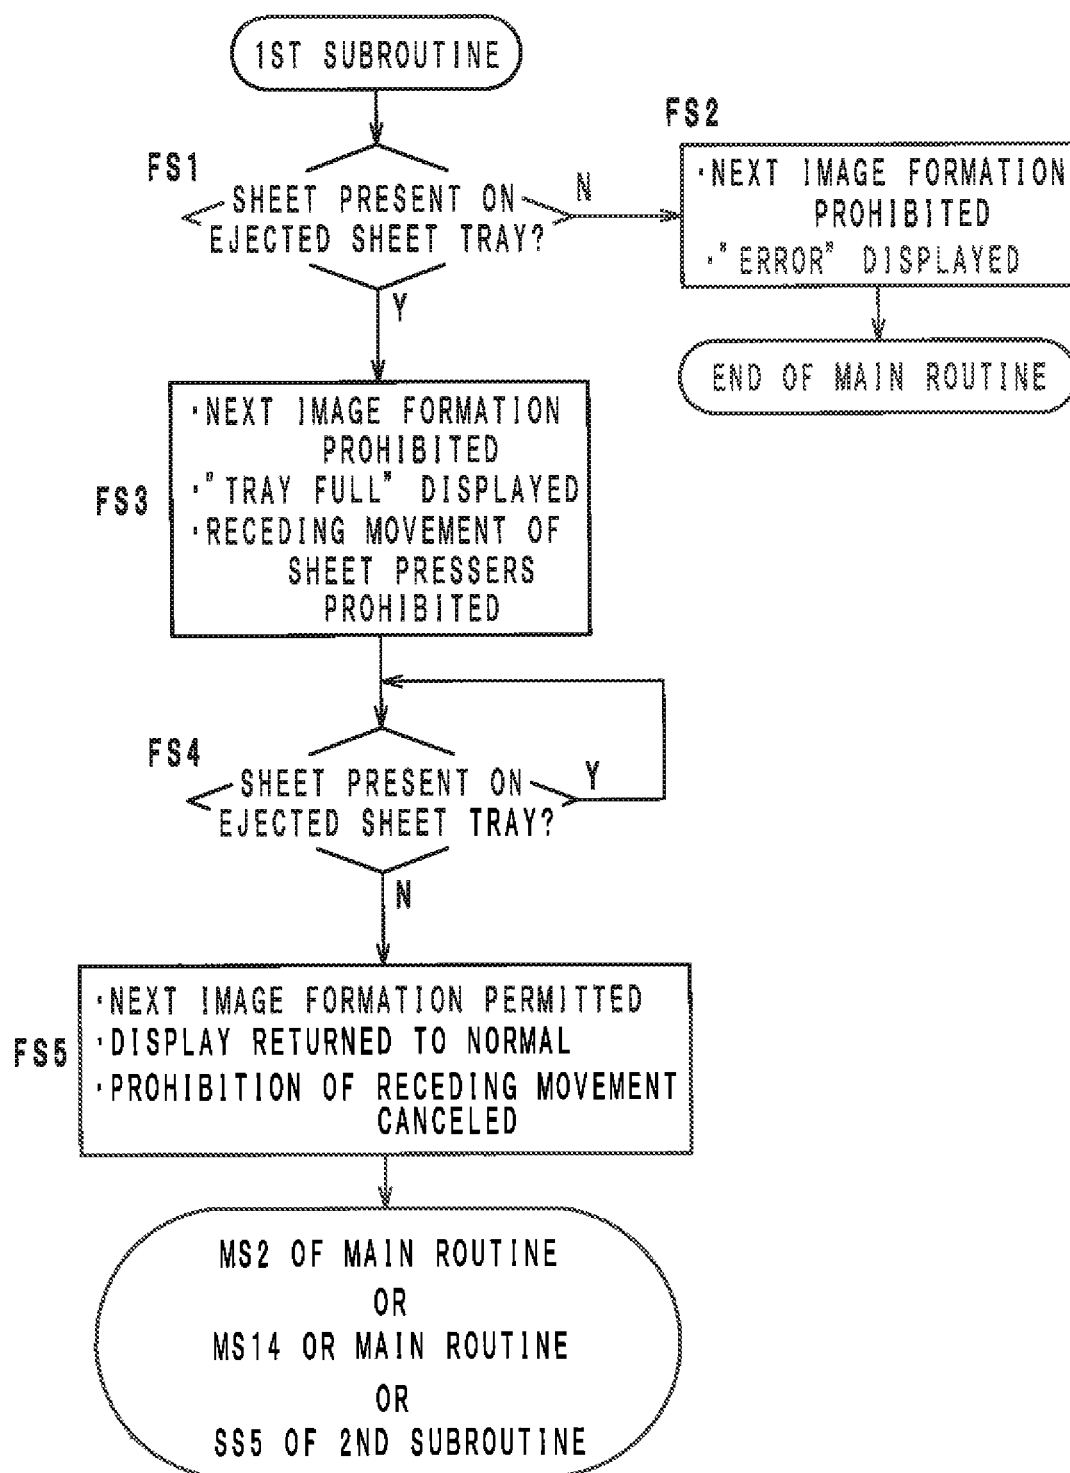 1ST SUBROUTINE
FS1
SHEET PRESENT ON
EJECTED SHEET TRAY?
N
Y
FS2
·NEXT IMAGE FORMATION
PROHIBITED
·"ERROR" DISPLAYED
END OF MAIN ROUTINE
FS3
·NEXT IMAGE FORMATION
PROHIBITED
·"TRAY FULL" DISPLAYED
·RECEDING MOVEMENT OF
SHEET PRESSERS
PROHIBITED
FS4
SHEET PRESENT ON
EJECTED SHEET TRAY?
Y
N
FS5
·NEXT IMAGE FORMATION PERMITTED
·DISPLAY RETURNED TO NORMAL
·PROHIBITION OF RECEDING MOVEMENT
CANCELED
MS2 OF MAIN ROUTINE
OR
MS14 OR MAIN ROUTINE
OR
SS5 OF 2ND SUBROUTINE